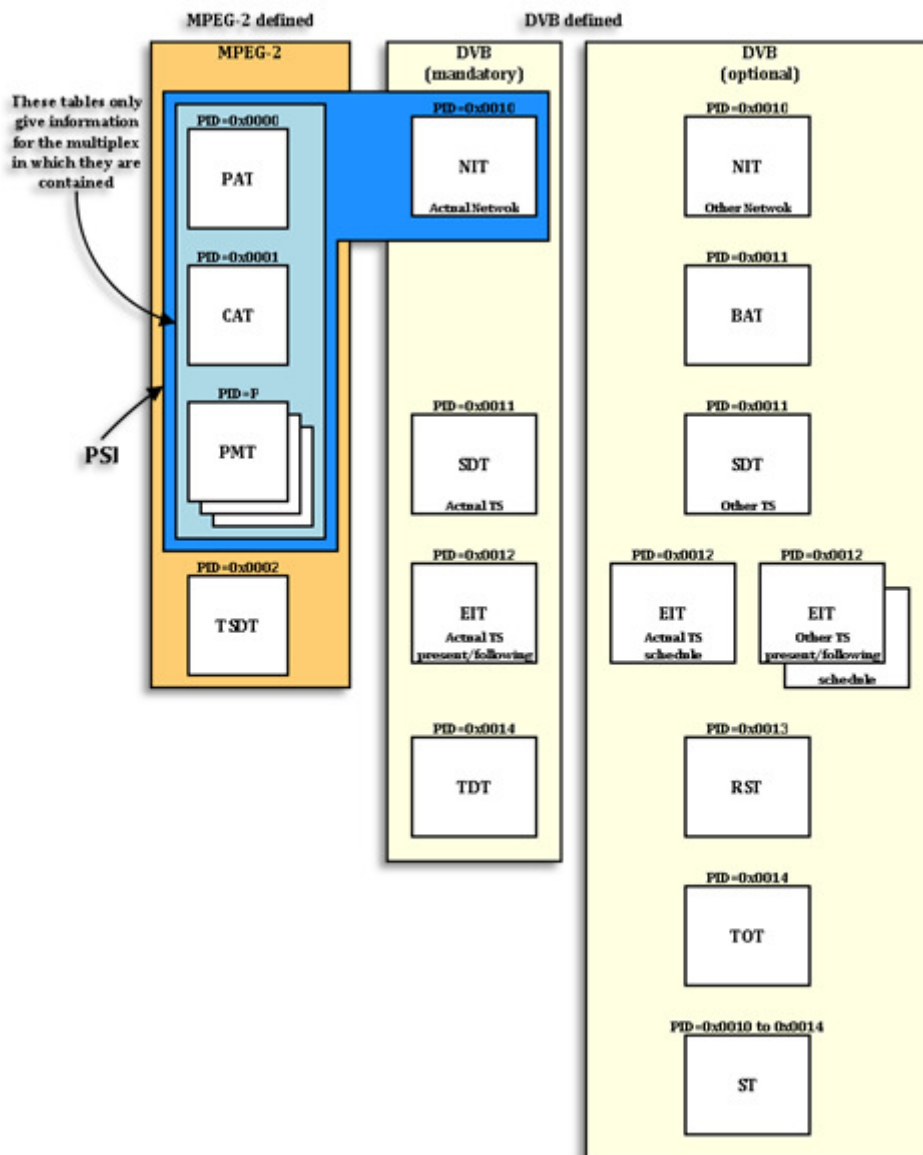 MPEG-2 defined
DVB defined
MPEG-2
DVB
(mandatory)
DVB
(optional)
These tables only
give information
for the multiplex
in which they are
contained
PSI
PID=0x0000
PAT
PID=0x0001
CAT
PID=P
PMT
PID=0x0002
TSDT
PID=0x0010
NIT
Actual Netwok
PID=0x0011
SDT
Actual TS
PID=0x0012
EIT
Actual TS
present/following
PID=0x0014
TDT
PID=0x0010
NIT
Other Netwok
PID=0x0011
BAT
PID=0x0011
SDT
Other TS
PID=0x0012
EIT
Actual TS
schedule
PID=0x0012
EIT
Other TS
present/following
schedule
PID=0x0013
RST
PID=0x0014
TOT
PID=0x0010 to 0x0014
ST